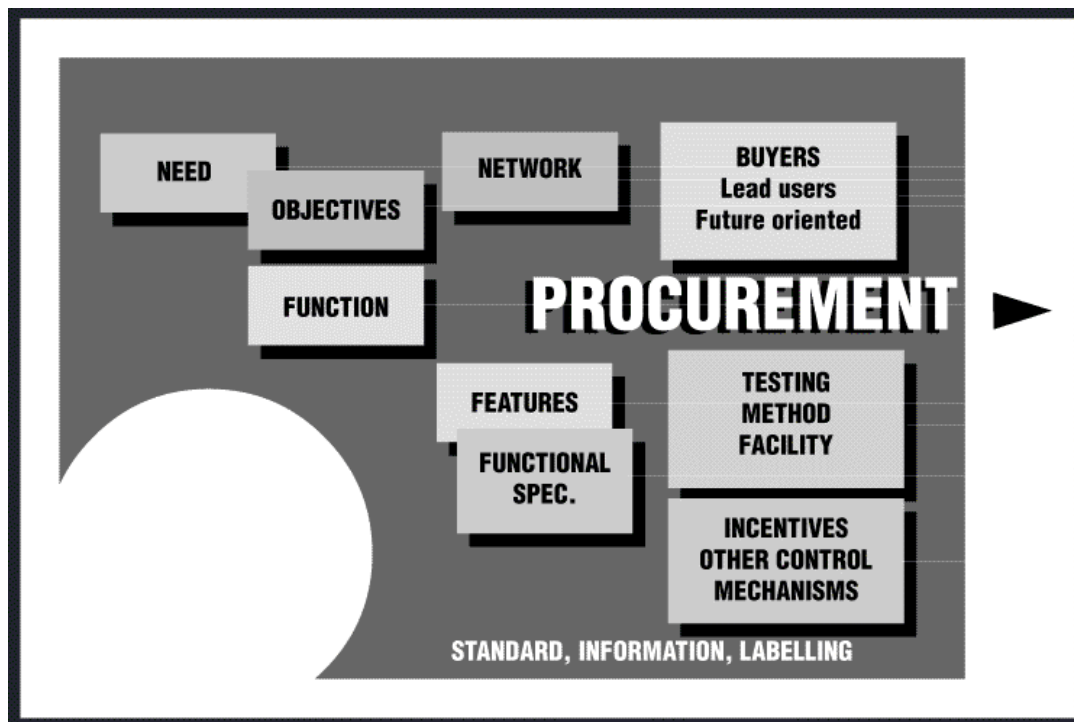 NEED
OBJECTIVES
FUNCTION
NETWORK
BUYERS
Lead users
Future oriented
PROCUREMENT
FEATURES
FUNCTIONAL
SPEC.
TESTING
METHOD
FACILITY
INCENTIVES
OTHER CONTROL
MECHANISMS
STANDARD, INFORMATION, LABELLING